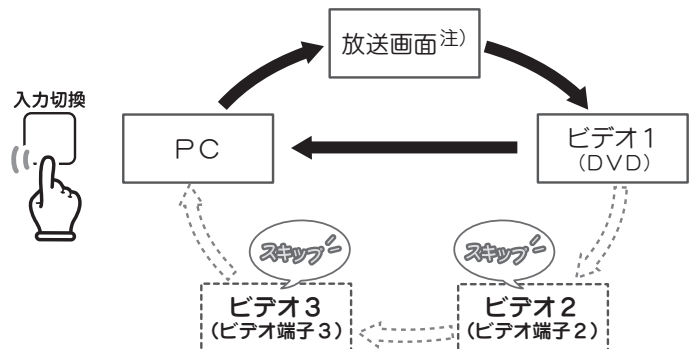 放送画面注)
入力切換
PC
ビデオ1
(DVD)
スキップ
スキップ
ビデオ3
(ビデオ端子3)
ビデオ2
(ビデオ端子2)